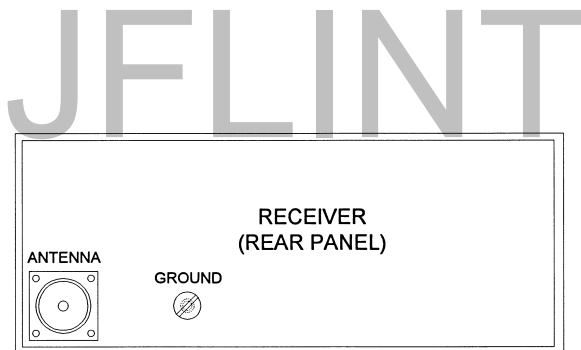 JFLINT
RECEIVER
(REAR PANEL)
ANTENNA
GROUND